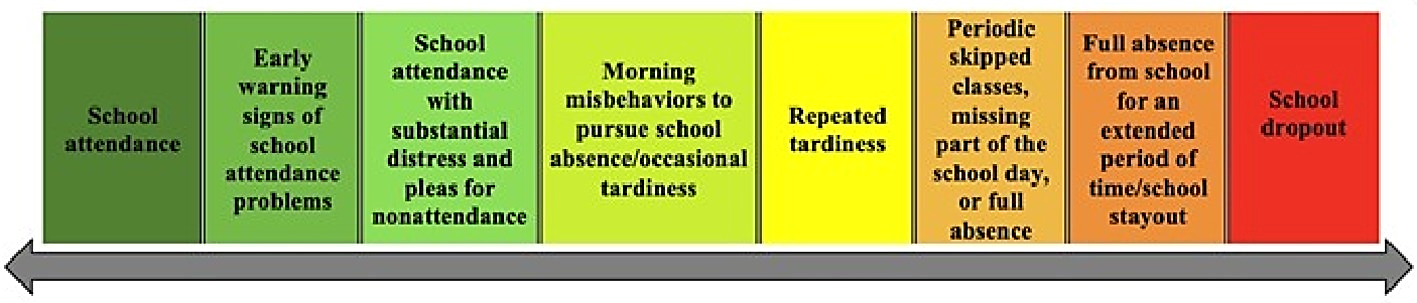 School
attendance
Early
warning
signs of
school
attendance
problems
School
attendance
with
substantial
distress and
pleas for
nonattendance
Morning
misbehaviors to
pursue school
absence/occasional
tardiness
Repeated
tardiness
Periodic
skipped
classes,
missing
part of the
school day,
or full
absence
Full absence
from school
for an
extended
period of
time/school
stayout
School
dropout